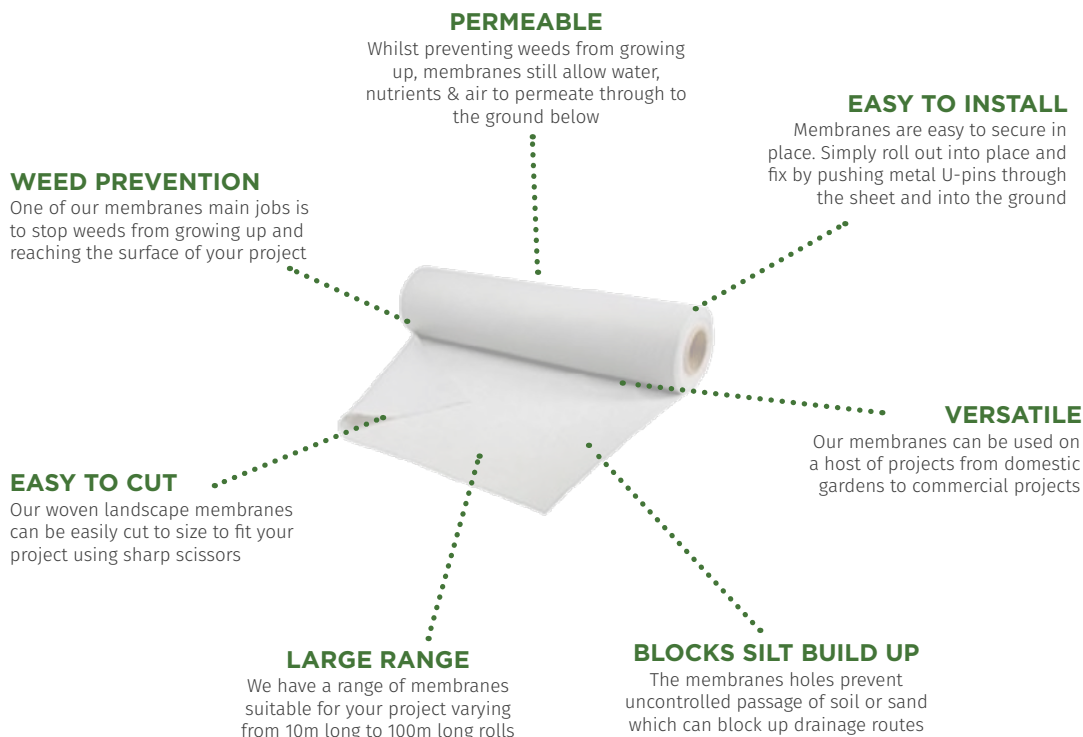 PERMEABLE
Whilst preventing weeds from growing
up, membranes still allow water,
nutrients & air to permeate through to
the ground below
EASY TO INSTALL
Membranes are easy to secure in
place. Simply roll out into place and
fix by pushing metal U-pins through
the sheet and into the ground
WEED PREVENTION
One of our membranes main jobs is
to stop weeds from growing up and
reaching the surface of your project
VERSATILE
Our membranes can be used on
a host of projects from domestic
gardens to commercial projects
EASY TO CUT
Our woven landscape membranes
can be easily cut to size to fit your
project using sharp scissors
LARGE RANGE
We have a range of membranes
suitable for your project varying
from 10m long to 100m long rolls
BLOCKS SILT BUILD UP
The membranes holes prevent
uncontrolled passage of soil or sand
which can block up drainage routes